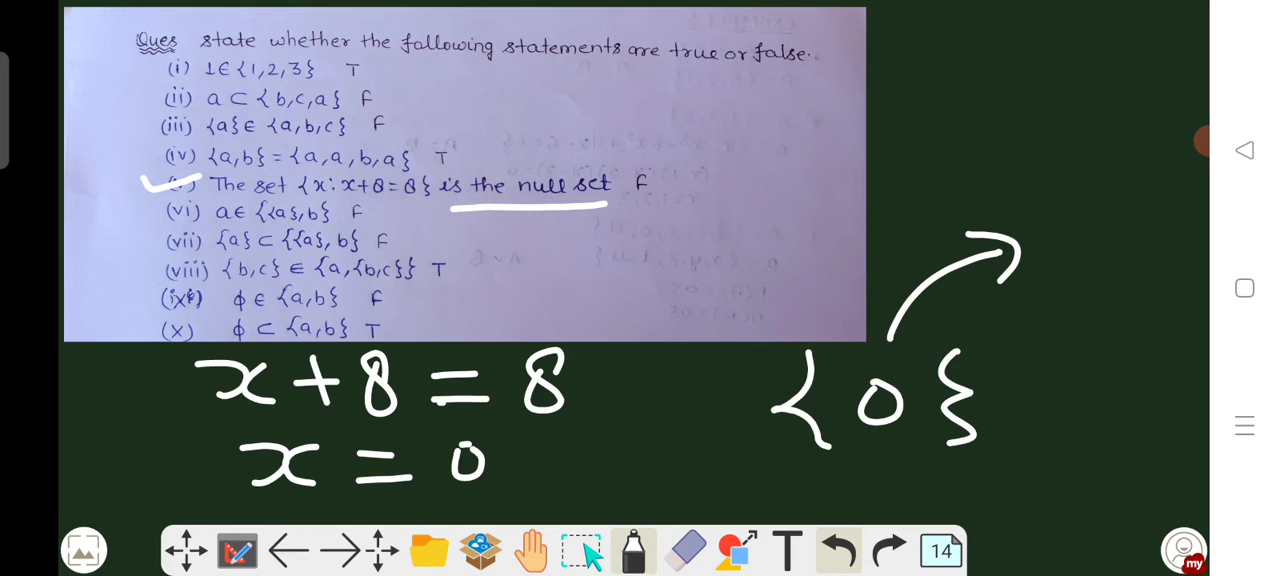 Ques state whether the following statements are true or false.
(i) 1 ∈ {1, 2, 3} T
(ii) a ⊂ {b, c, a} F
(iii) {a} ∈ {a, b, c} F
(iv) {a, b} = {a, a, b, a} T
The set {x : x + 8 = 8} is the null set F
(vi) a ∈ {{a}, b} F
(vii) {a} ⊂ {{a}, b} F
(viii) {b, c} ∈ {a, {b, c}} T
(ix) φ ∈ {a, b} F
(x) φ ⊂ {a, b} T
x + 8 = 8 {0}
x = 0
14
my